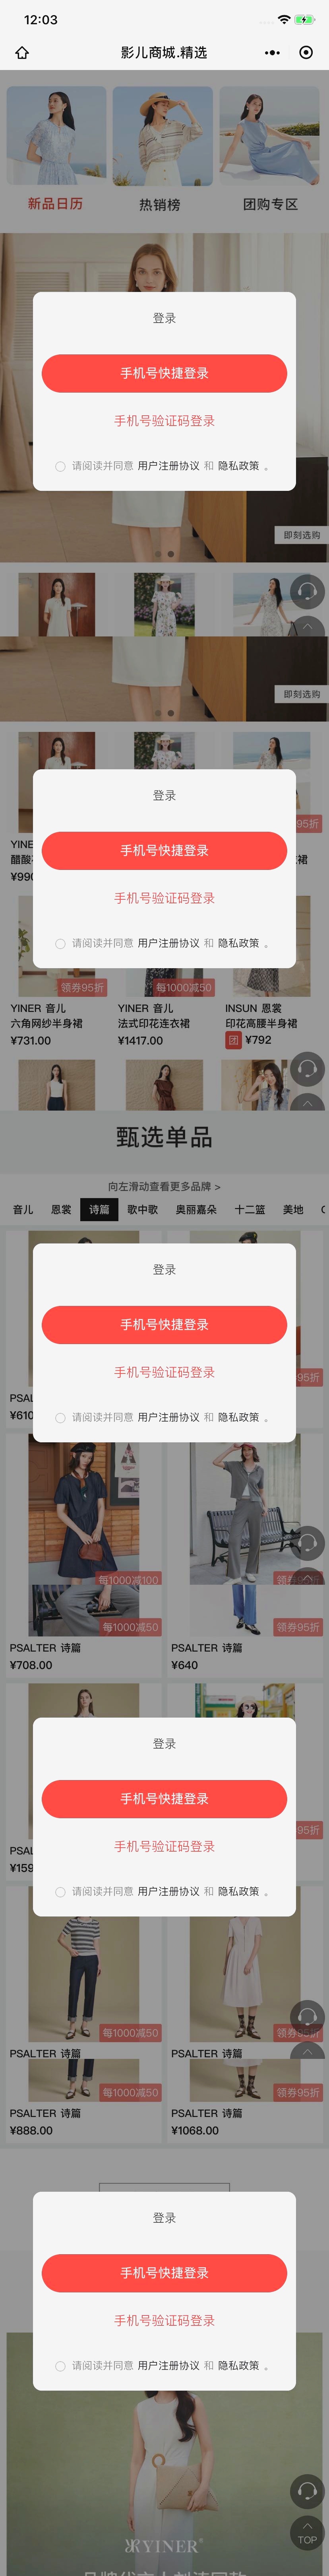 12:03
影儿商城.精选
新品日历
热销榜
团购专区
登录
手机号快捷登录
手机号验证码登录
请阅读并同意 用户注册协议 和 隐私政策 。
即刻选购
即刻选购
登录
95折
手机号快捷登录
¥990
手机号验证码登录
请阅读并同意 用户注册协议 和 隐私政策 。
领券95折
每1000减50
YINER 音儿
YINER 音儿
INSUN 恩裳
六角网纱半身裙
法式印花连衣裙
印花高腰半身裙
¥731.00
¥1417.00
团 ¥792
甄选单品
向左滑动查看更多品牌 >
音儿
恩裳
诗篇
歌中歌
奥丽嘉朵
十二篮
美地
登录
手机号快捷登录
95折
手机号验证码登录
¥610
请阅读并同意 用户注册协议 和 隐私政策 。
每1000减100
每1000减50
领券95折
PSALTER 诗篇
PSALTER 诗篇
¥708.00
¥640
登录
手机号快捷登录
95折
手机号验证码登录
请阅读并同意 用户注册协议 和 隐私政策 。
每1000减50
领券95折
PSALTER 诗篇
PSALTER 诗篇
每1000减50
领券95折
PSALTER 诗篇
PSALTER 诗篇
¥888.00
¥1068.00
登录
手机号快捷登录
手机号验证码登录
请阅读并同意 用户注册协议 和 隐私政策 。
TOP
YINER